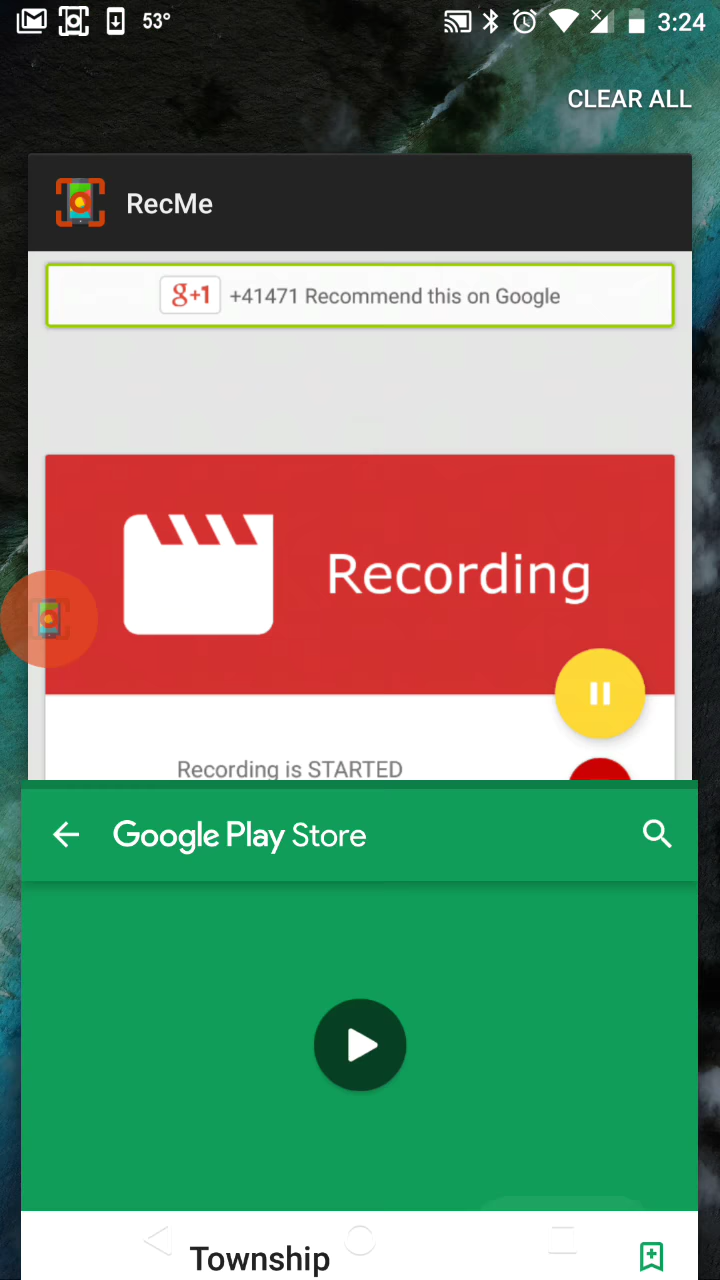 53°
3:24
CLEAR ALL
RecMe
g+1 +41471 Recommend this on Google
Recording
Recording is STARTED
Google Play Store
Township